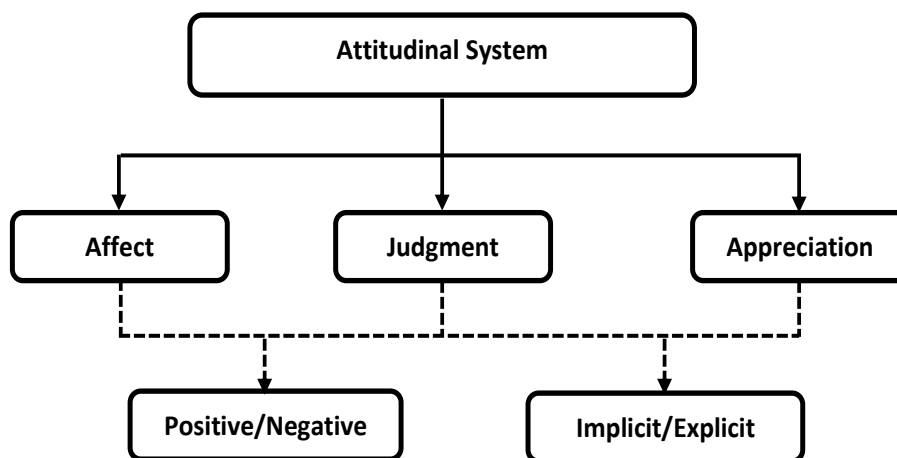 Attitudinal System
Affect
Judgment
Appreciation
Positive/Negative
Implicit/Explicit